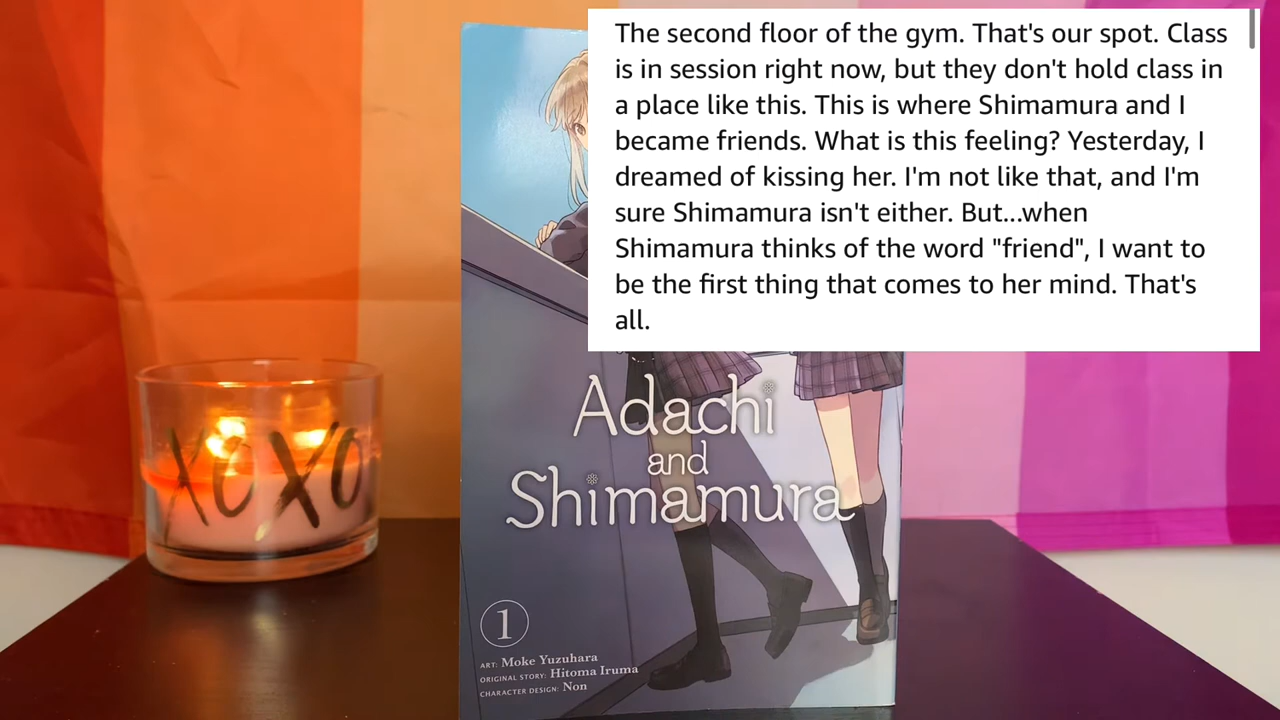 The second floor of the gym. That's our spot. Class
is in session right now, but they don't hold class in
a place like this. This is where Shimamura and I
became friends. What is this feeling? Yesterday, I
dreamed of kissing her. I'm not like that, and I'm
sure Shimamura isn't either. But...when
Shimamura thinks of the word "friend", I want to
be the first thing that comes to her mind. That's
all.
XOXO
Adachi
and
Shimamura
1
ART: Moke Yuzuhara
ORIGINAL STORY: Hitoma Iruma
CHARACTER DESIGN: Non